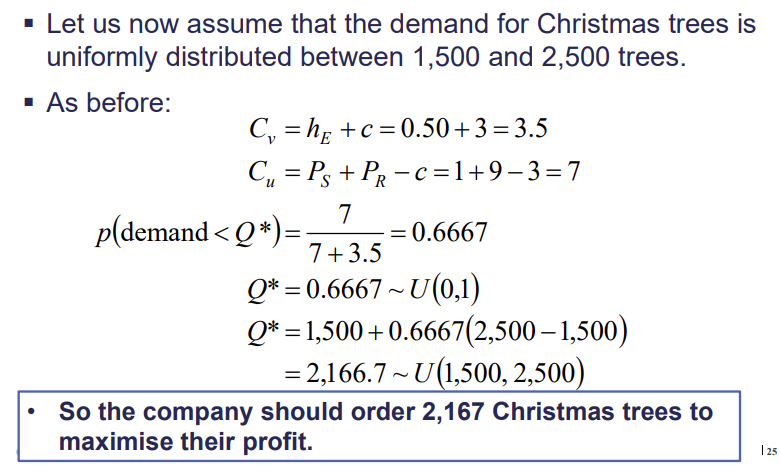 ▪ Let us now assume that the demand for Christmas trees is
uniformly distributed between 1,500 and 2,500 trees.
▪ As before:
C_v = h_E + c = 0.50 + 3 = 3.5
C_u = P_S + P_R − c = 1 + 9 − 3 = 7
p(demand < Q*) = 7 / (7 + 3.5) = 0.6667
Q* = 0.6667 ~ U(0,1)
Q* = 1,500 + 0.6667(2,500 − 1,500)
= 2,166.7 ~ U(1,500, 2,500)
• So the company should order 2,167 Christmas trees to
maximise their profit.
| 25